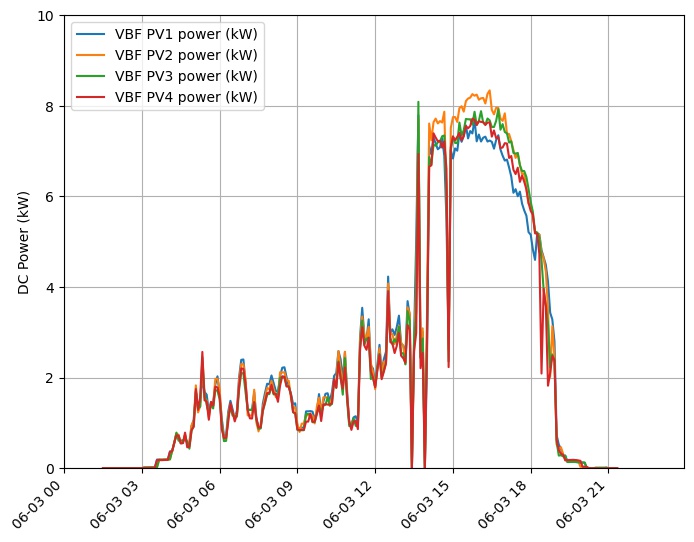 VBF PV1 power (kW)
VBF PV2 power (kW)
VBF PV3 power (kW)
VBF PV4 power (kW)
DC Power (kW)
10
8
6
4
2
0
06-03 00
06-03 03
06-03 06
06-03 09
06-03 12
06-03 15
06-03 18
06-03 21